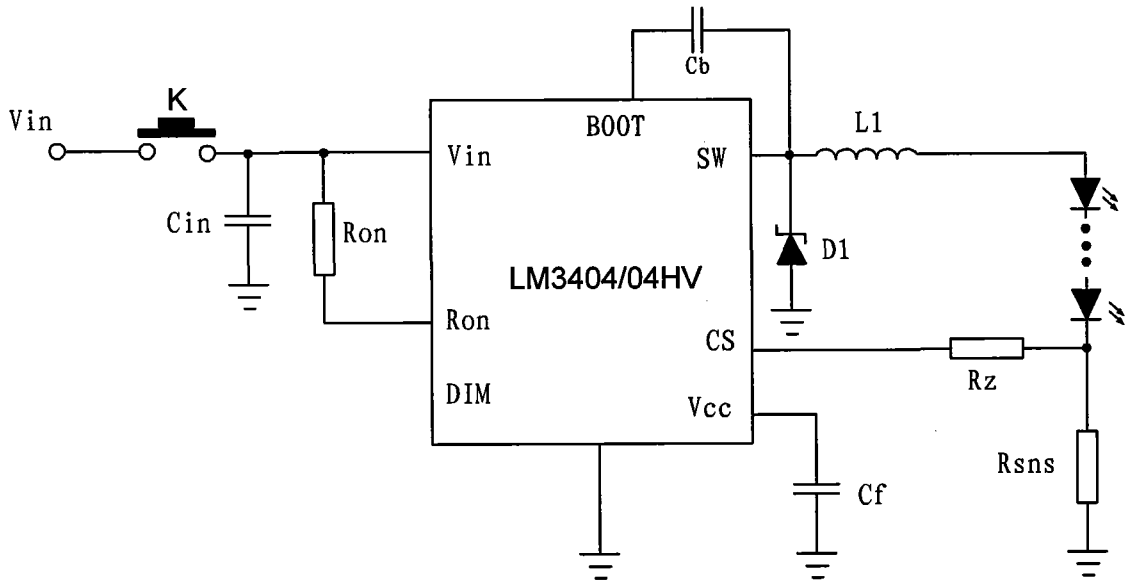 Cb
K
Vin
BOOT
L1
Vin
SW
Cin
Ron
D1
LM3404/04HV
Ron
CS
Rz
DIM
Vcc
Rsns
Cf